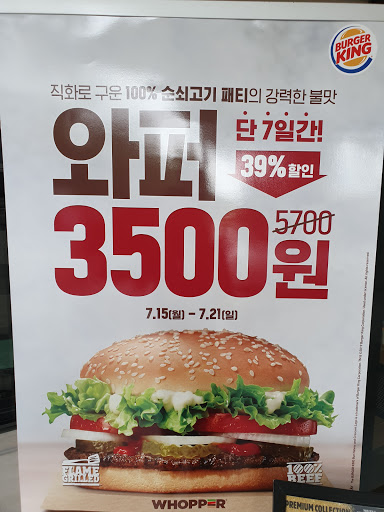 BURGER KING
직화로 구운 100% 순쇠고기 패티의 강력한 불맛
와퍼
단 7일간!
39%할인
5700
3500원
7.15(월) – 7.21(일)
FLAME GRILLED
100% BEEF
WHOPPER
PREMIUM COLLECTION